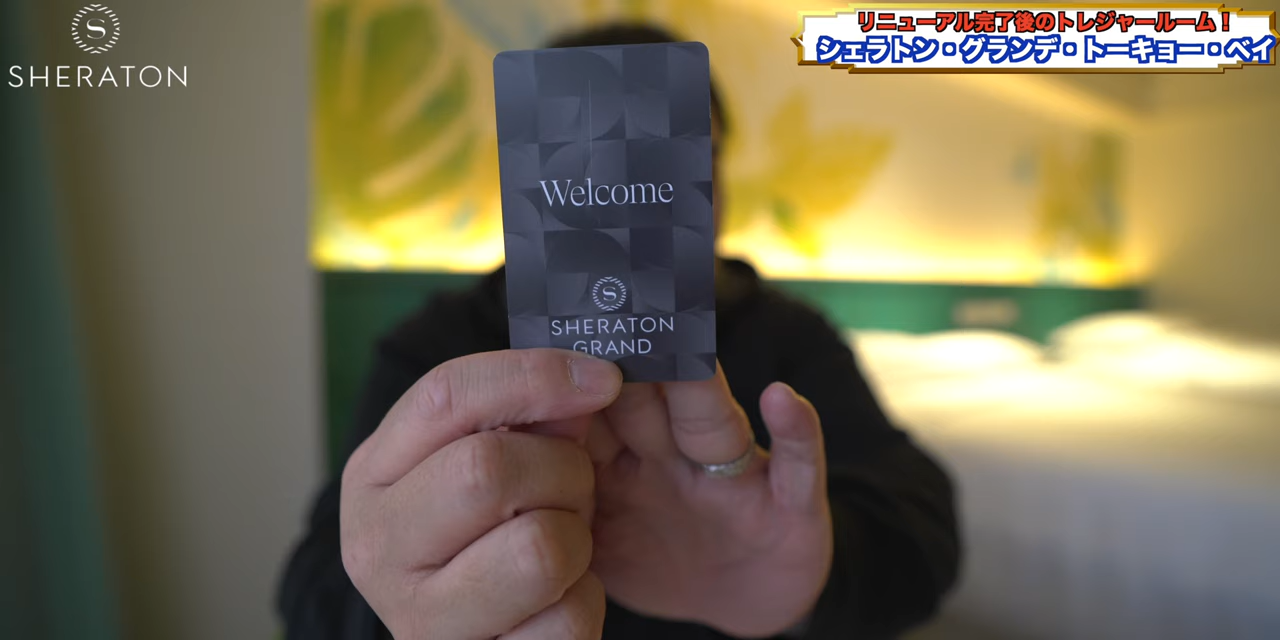 S
SHERATON
リニューアル完了後のトレジャールーム！
シェラトン・グランデ・トーキョー・ベイ
Welcome
S
SHERATON
GRAND